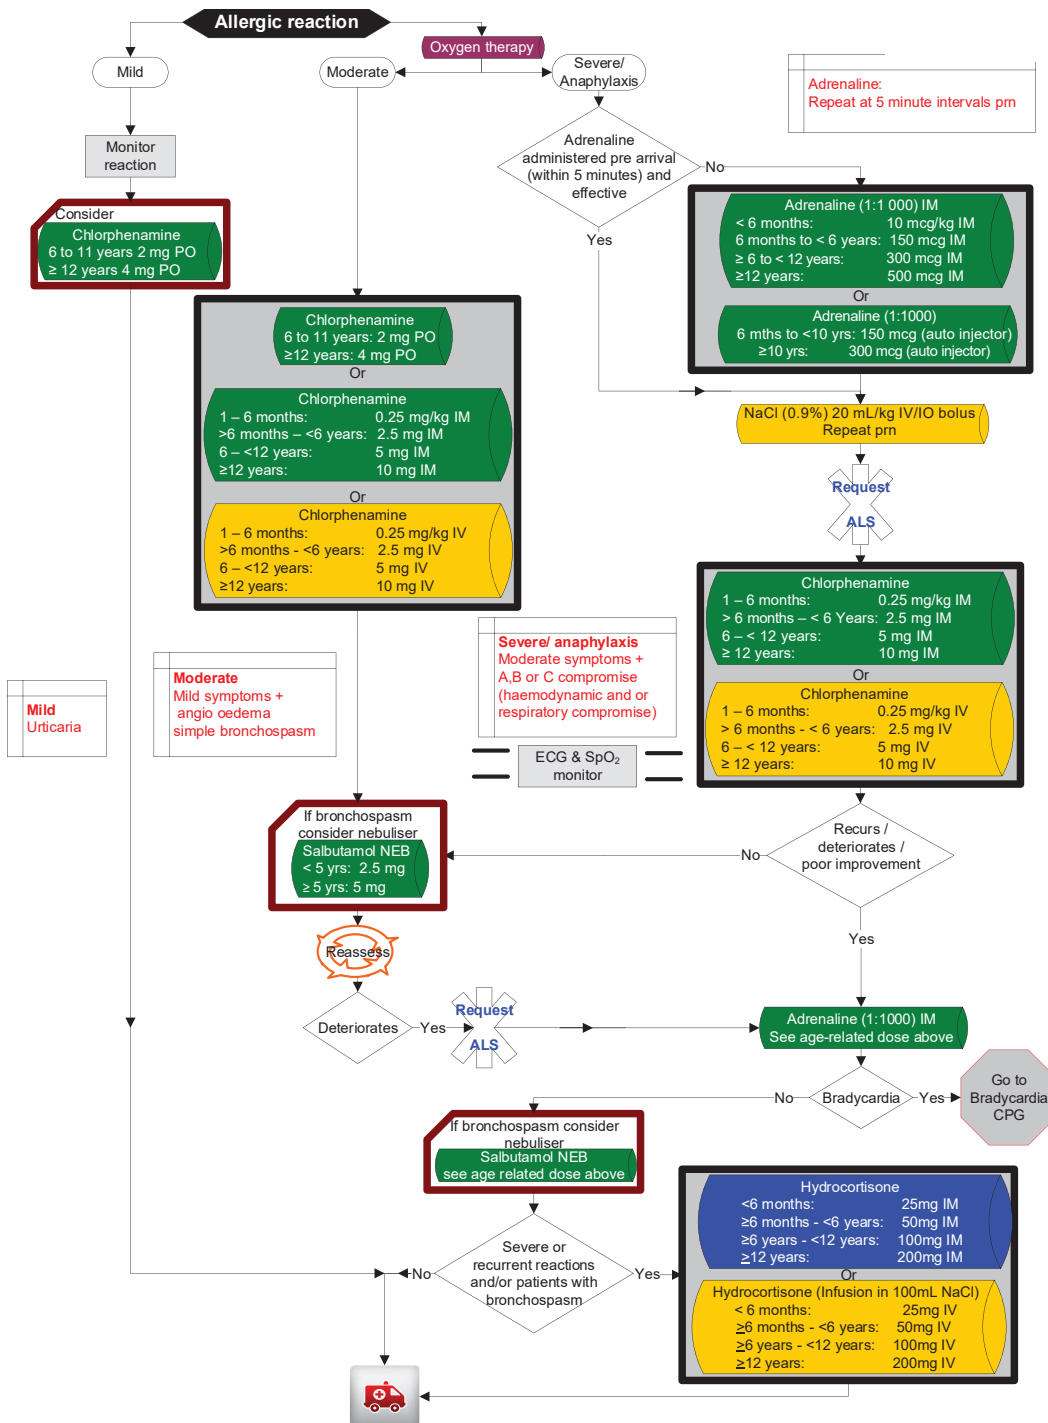 Allergic reaction
Oxygen therapy
Mild
Moderate
Severe/
Anaphylaxis
Adrenaline:
Repeat at 5 minute intervals prn
Monitor
reaction
Adrenaline
administered pre arrival
(within 5 minutes) and
effective
No
Yes
Consider
Chlorphenamine
6 to 11 years 2 mg PO
≥ 12 years 4 mg PO
Adrenaline (1:1 000) IM
< 6 months: 10 mcg/kg IM
6 months to < 6 years: 150 mcg IM
≥ 6 to < 12 years: 300 mcg IM
≥12 years: 500 mcg IM
Or
Adrenaline (1:1000)
6 mths to <10 yrs: 150 mcg (auto injector)
≥10 yrs: 300 mcg (auto injector)
Chlorphenamine
6 to 11 years: 2 mg PO
≥12 years: 4 mg PO
Or
Chlorphenamine
1 – 6 months: 0.25 mg/kg IM
>6 months – <6 years: 2.5 mg IM
6 – <12 years: 5 mg IM
≥12 years: 10 mg IM
Or
Chlorphenamine
1 – 6 months: 0.25 mg/kg IV
>6 months - <6 years: 2.5 mg IV
6 – <12 years: 5 mg IV
≥12 years: 10 mg IV
NaCl (0.9%) 20 mL/kg IV/IO bolus
Repeat prn
Request
ALS
Chlorphenamine
1 – 6 months: 0.25 mg/kg IM
> 6 months – < 6 Years: 2.5 mg IM
6 – < 12 years: 5 mg IM
≥ 12 years: 10 mg IM
Or
Chlorphenamine
1 – 6 months: 0.25 mg/kg IV
> 6 months - < 6 years: 2.5 mg IV
6 – < 12 years: 5 mg IV
≥ 12 years: 10 mg IV
Mild
Urticaria
Moderate
Mild symptoms +
angio oedema
simple bronchospasm
Severe/ anaphylaxis
Moderate symptoms +
A,B or C compromise
(haemodynamic and or
respiratory compromise)
ECG & SpO₂
monitor
If bronchospasm
consider nebuliser
Salbutamol NEB
< 5 yrs: 2.5 mg
≥ 5 yrs: 5 mg
No
Recurs /
deteriorates /
poor improvement
Yes
Reassess
Deteriorates
Yes
Request
ALS
Adrenaline (1:1000) IM
See age-related dose above
No
Bradycardia
Yes
Go to
Bradycardia
CPG
If bronchospasm consider
nebuliser
Salbutamol NEB
see age related dose above
Severe or
recurrent reactions
and/or patients with
bronchospasm
No
Yes
Hydrocortisone
<6 months: 25mg IM
≥6 months - <6 years: 50mg IM
≥6 years - <12 years: 100mg IM
≥12 years: 200mg IM
Or
Hydrocortisone (Infusion in 100mL NaCl)
< 6 months: 25mg IV
≥6 months - <6 years: 50mg IV
≥6 years - <12 years: 100mg IV
≥12 years: 200mg IV